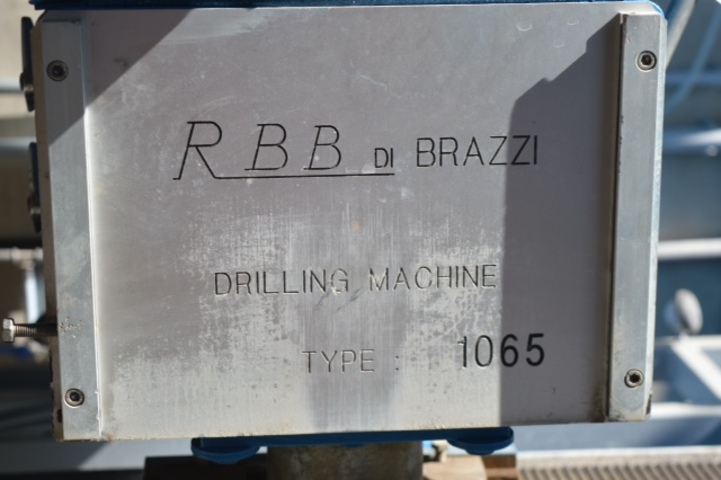 RBB DI BRAZZI
DRILLING MACHINE
TYPE : 1065